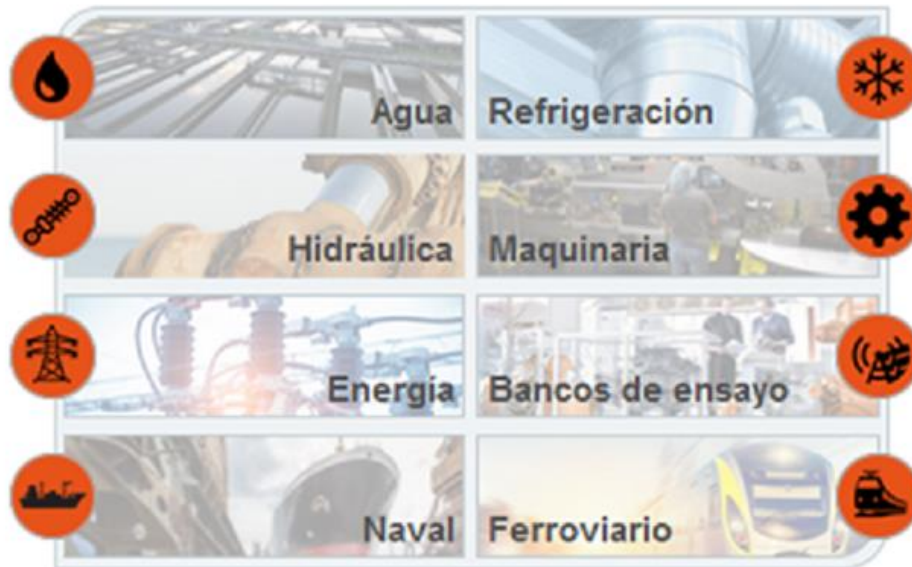 Agua
Refrigeración
Hidráulica
Maquinaria
Energía
Bancos de ensayo
Naval
Ferroviario